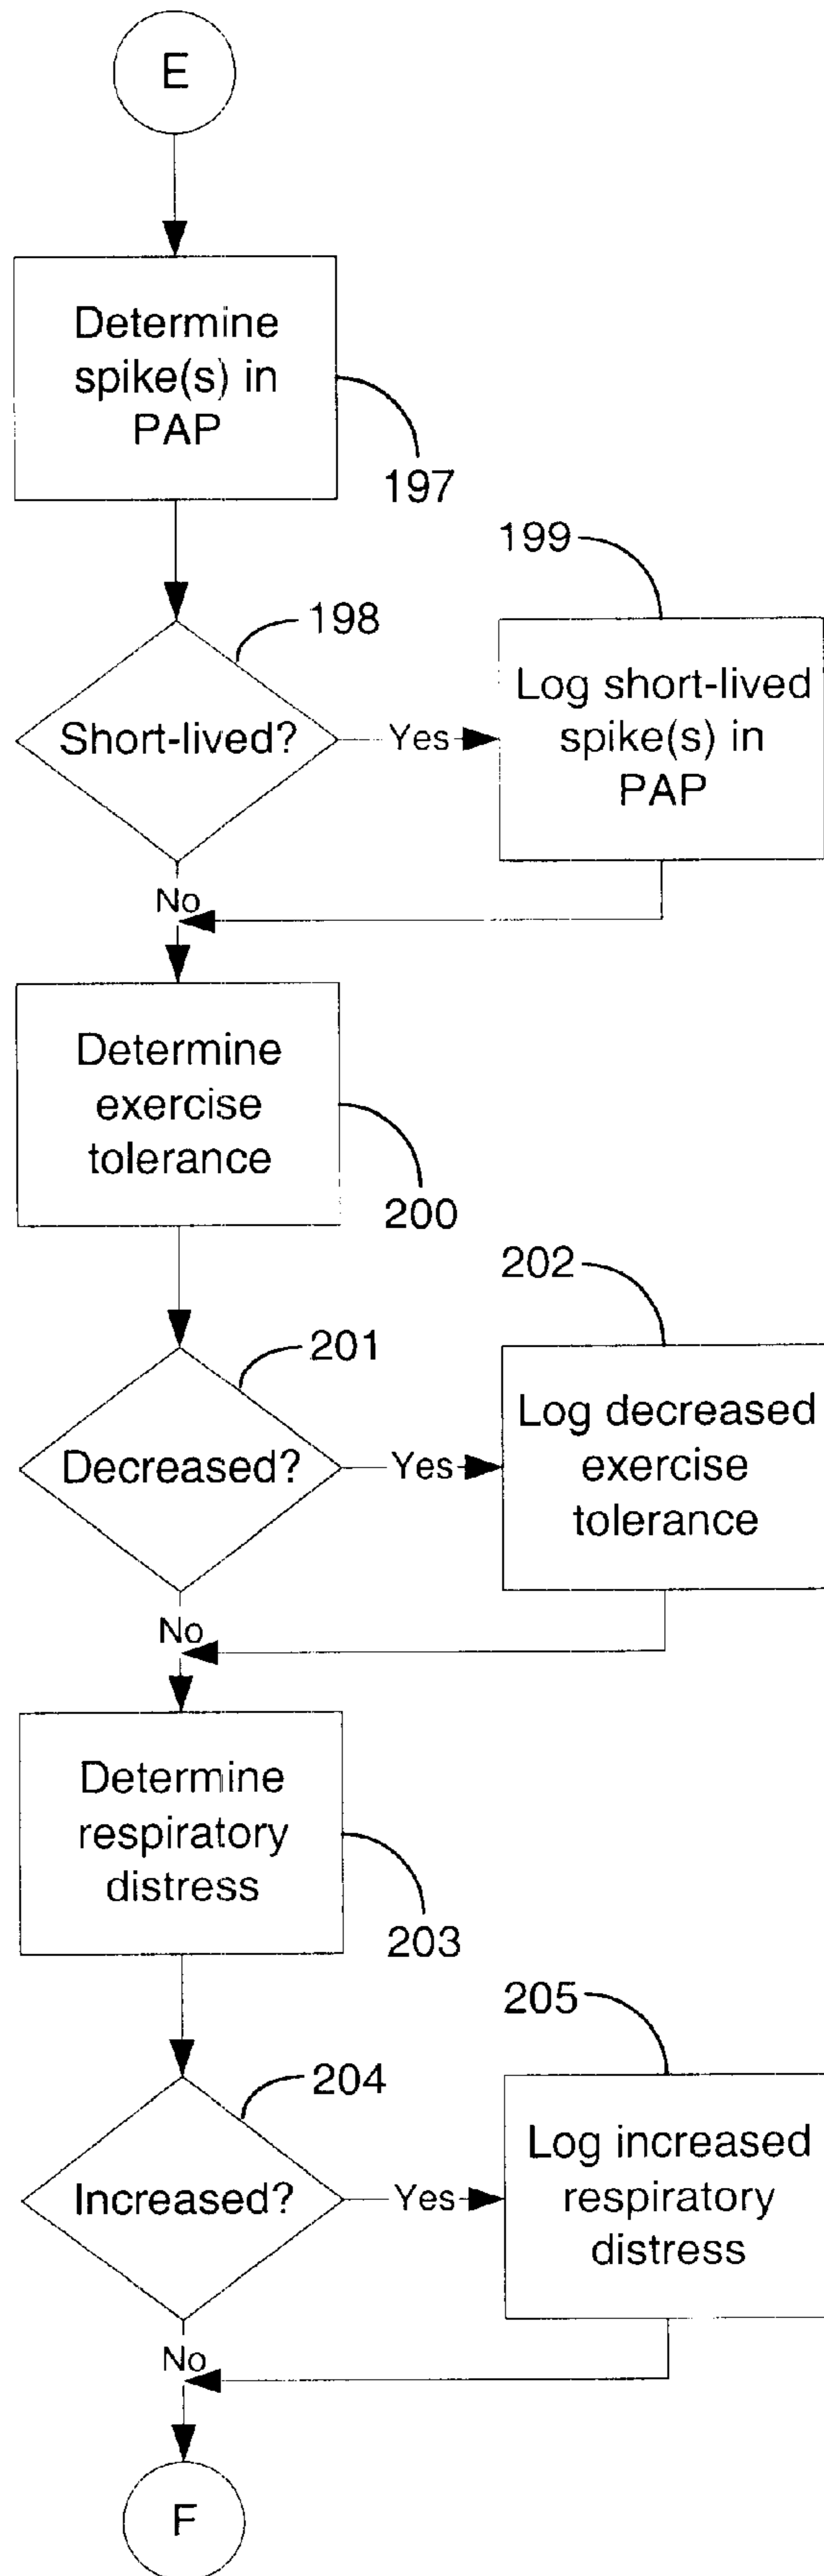 E
Determine
spike(s) in
PAP
197
198
199
Short-lived?
Yes
Log short-lived
spike(s) in
PAP
No
Determine
exercise
tolerance
200
201
202
Decreased?
Yes
Log decreased
exercise
tolerance
No
Determine
respiratory
distress
203
204
205
Increased?
Yes
Log increased
respiratory
distress
No
F